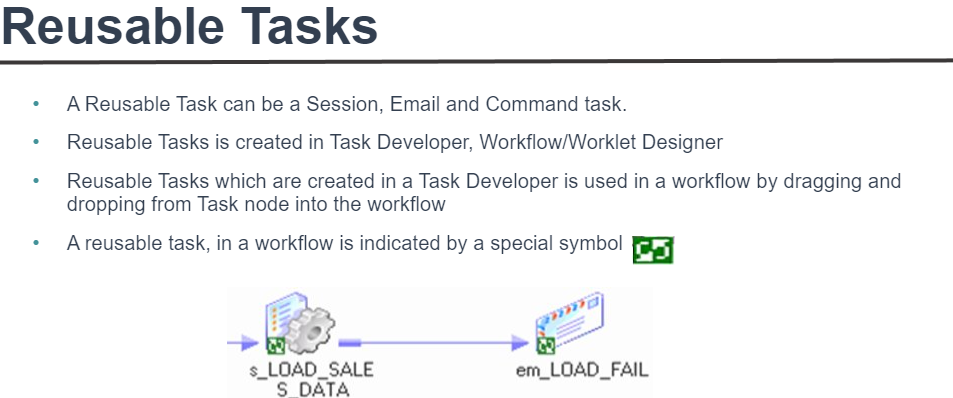 Reusable Tasks
• A Reusable Task can be a Session, Email and Command task.
• Reusable Tasks is created in Task Developer, Workflow/Worklet Designer
• Reusable Tasks which are created in a Task Developer is used in a workflow by dragging and
dropping from Task node into the workflow
• A reusable task, in a workflow is indicated by a special symbol
s_LOAD_SALE
S_DATA
em_LOAD_FAIL